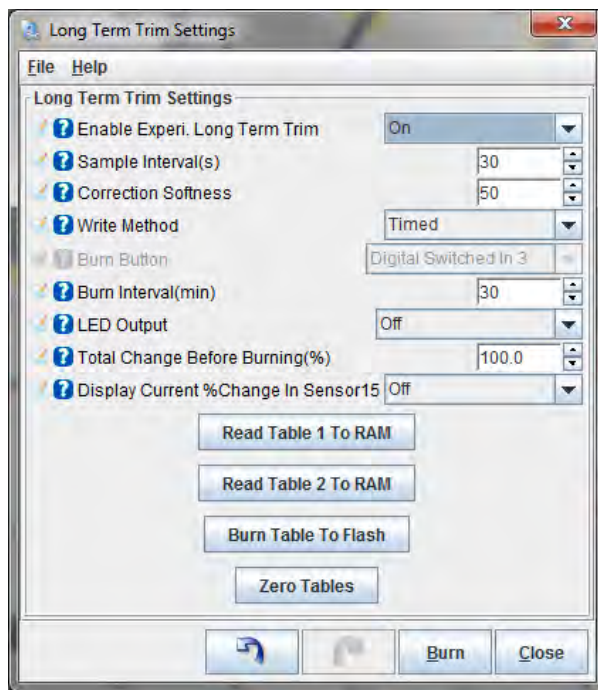 Long Term Trim Settings
File Help
Long Term Trim Settings
? Enable Experi. Long Term Trim On
? Sample Interval(s) 30
? Correction Softness 50
? Write Method Timed
? Burn Button Digital Switched In 3
? Burn Interval(min) 30
? LED Output Off
? Total Change Before Burning(%) 100.0
? Display Current %Change In Sensor15 Off
Read Table 1 To RAM
Read Table 2 To RAM
Burn Table To Flash
Zero Tables
Burn Close